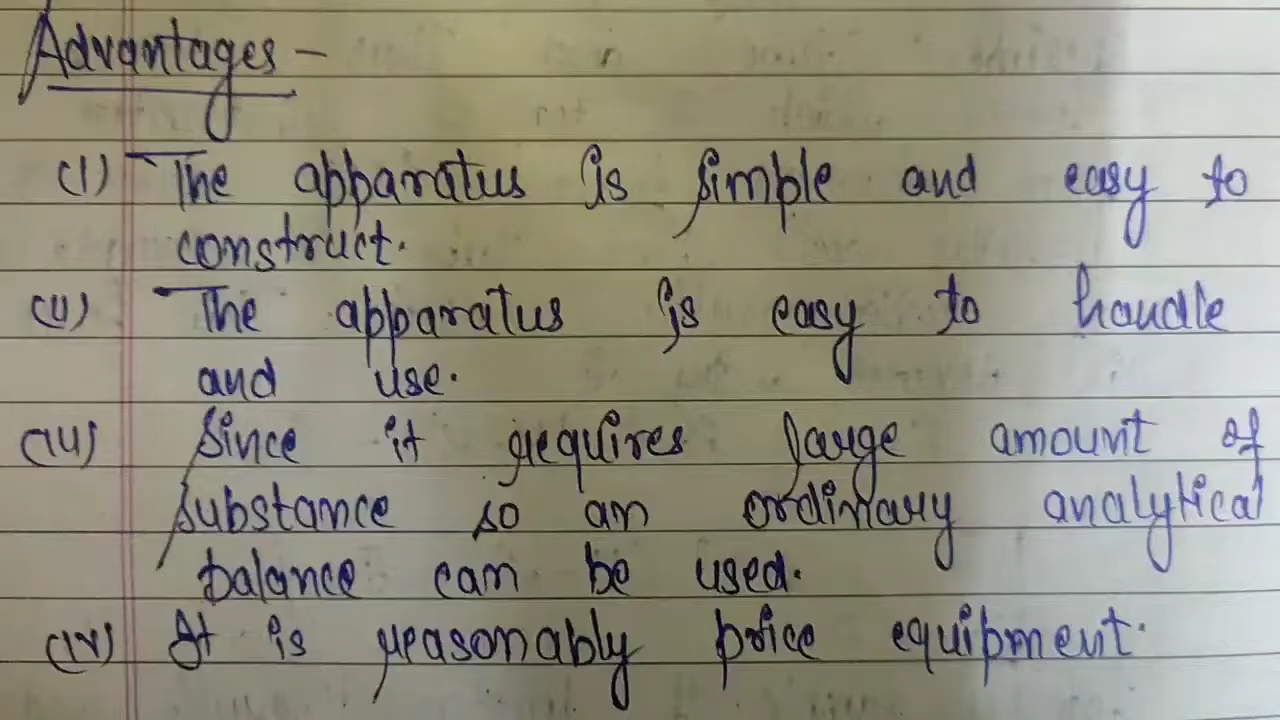 Advantages -
(i) The apparatus is simple and easy to
construct.
(ii) The apparatus is easy to handle
and use.
(iii) Since it requires large amount of
substance so an ordinary analytical
balance can be used.
(iv) It is reasonably price equipment.